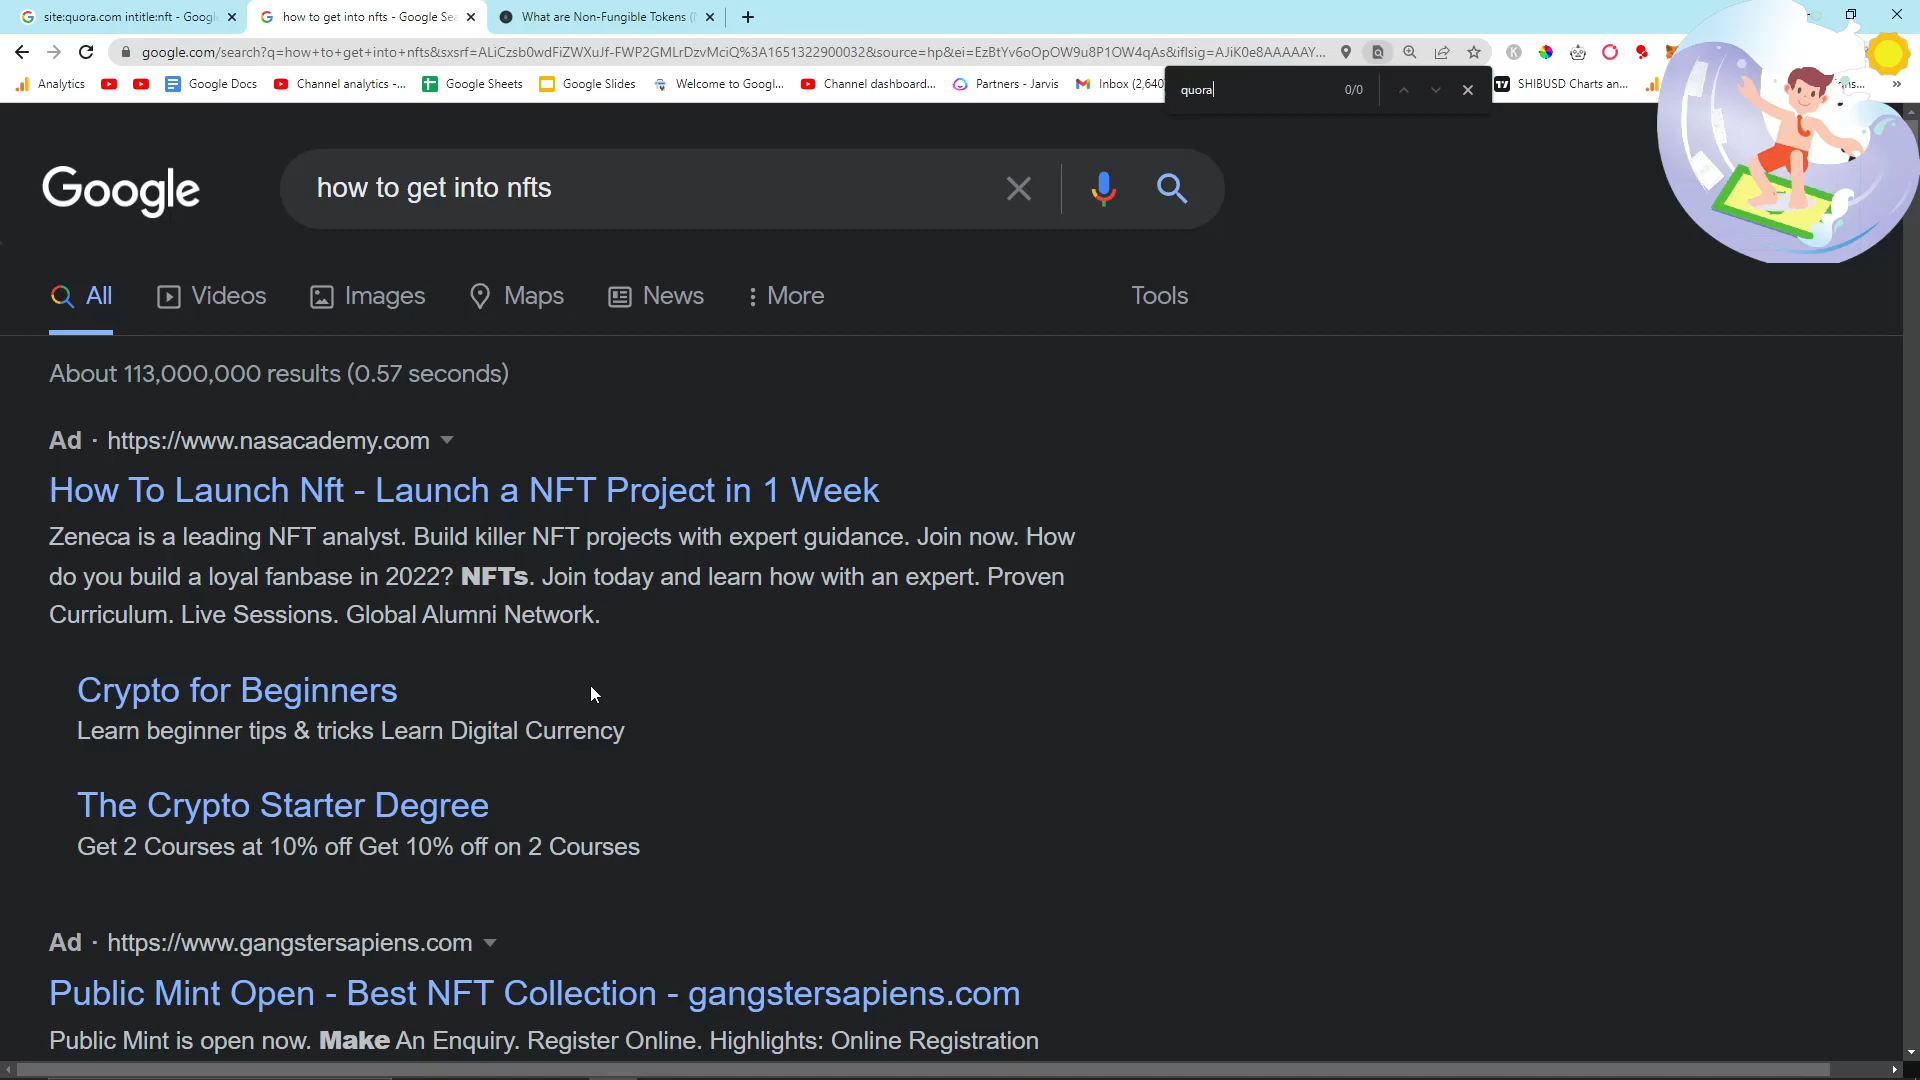 site:quora.com intitle:nft - Googl
how to get into nfts - Google Sea
What are Non-Fungible Tokens (
google.com/search?q=how+to+get+into+nfts&sxsrf=ALiCzsb0wdFiZWXuJf-FWP2GMLrDzvMciQ%3A1651322900032&source=hp&ei=EzBtYv6oOpOW9u8P1OW4qAs&iflsig=AJiK0e8AAAAAY...
Analytics
Google Docs
Channel analytics -...
Google Sheets
Google Slides
Welcome to Googl...
Channel dashboard...
Partners - Jarvis
Inbox (2,640
SHIBUSD Charts an...
quora
0/0
Google
how to get into nfts
All
Videos
Images
Maps
News
More
Tools
About 113,000,000 results (0.57 seconds)
Ad · https://www.nasacademy.com
How To Launch Nft - Launch a NFT Project in 1 Week
Zeneca is a leading NFT analyst. Build killer NFT projects with expert guidance. Join now. How
do you build a loyal fanbase in 2022? NFTs. Join today and learn how with an expert. Proven
Curriculum. Live Sessions. Global Alumni Network.
Crypto for Beginners
Learn beginner tips & tricks Learn Digital Currency
The Crypto Starter Degree
Get 2 Courses at 10% off Get 10% off on 2 Courses
Ad · https://www.gangstersapiens.com
Public Mint Open - Best NFT Collection - gangstersapiens.com
Public Mint is open now. Make An Enquiry. Register Online. Highlights: Online Registration